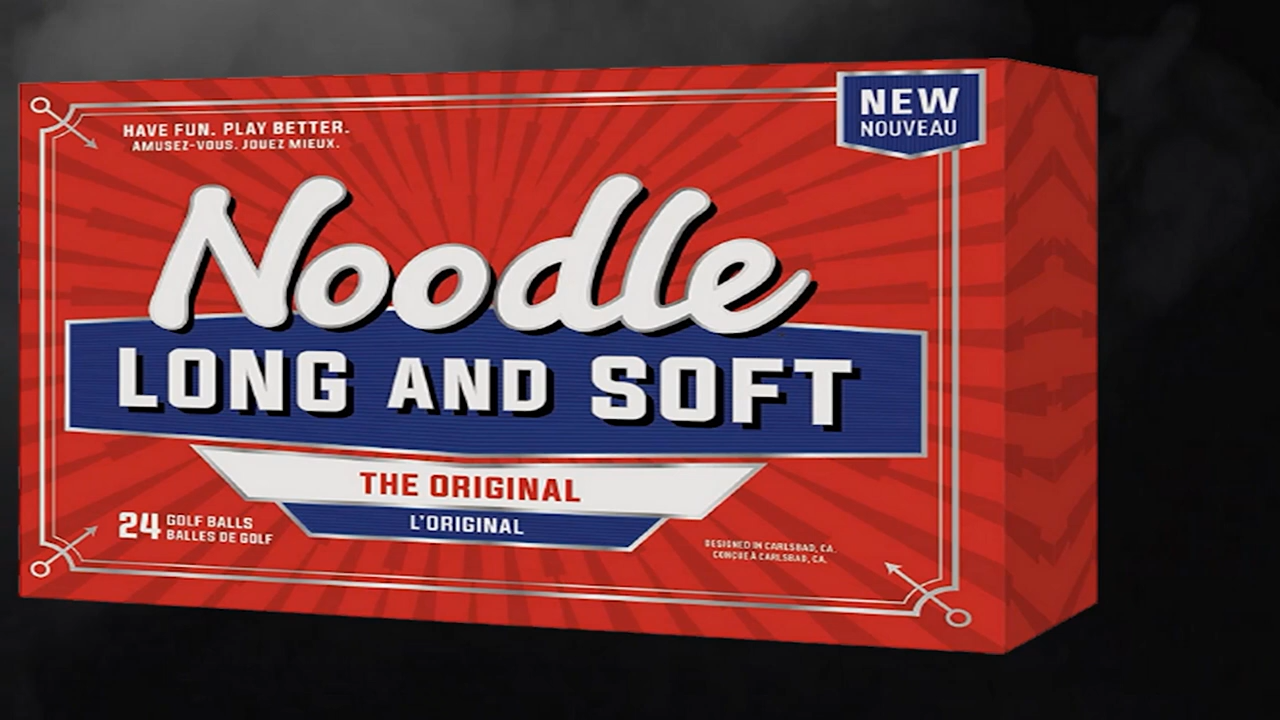 HAVE FUN. PLAY BETTER.
AMUSEZ-VOUS. JOUEZ MIEUX.
NEW
NOUVEAU
Noodle
LONG AND SOFT
THE ORIGINAL
L'ORIGINAL
24 GOLF BALLS
BALLES DE GOLF
DESIGNED IN CARLSBAD, CA.
CONÇUE À CARLSBAD, CA.